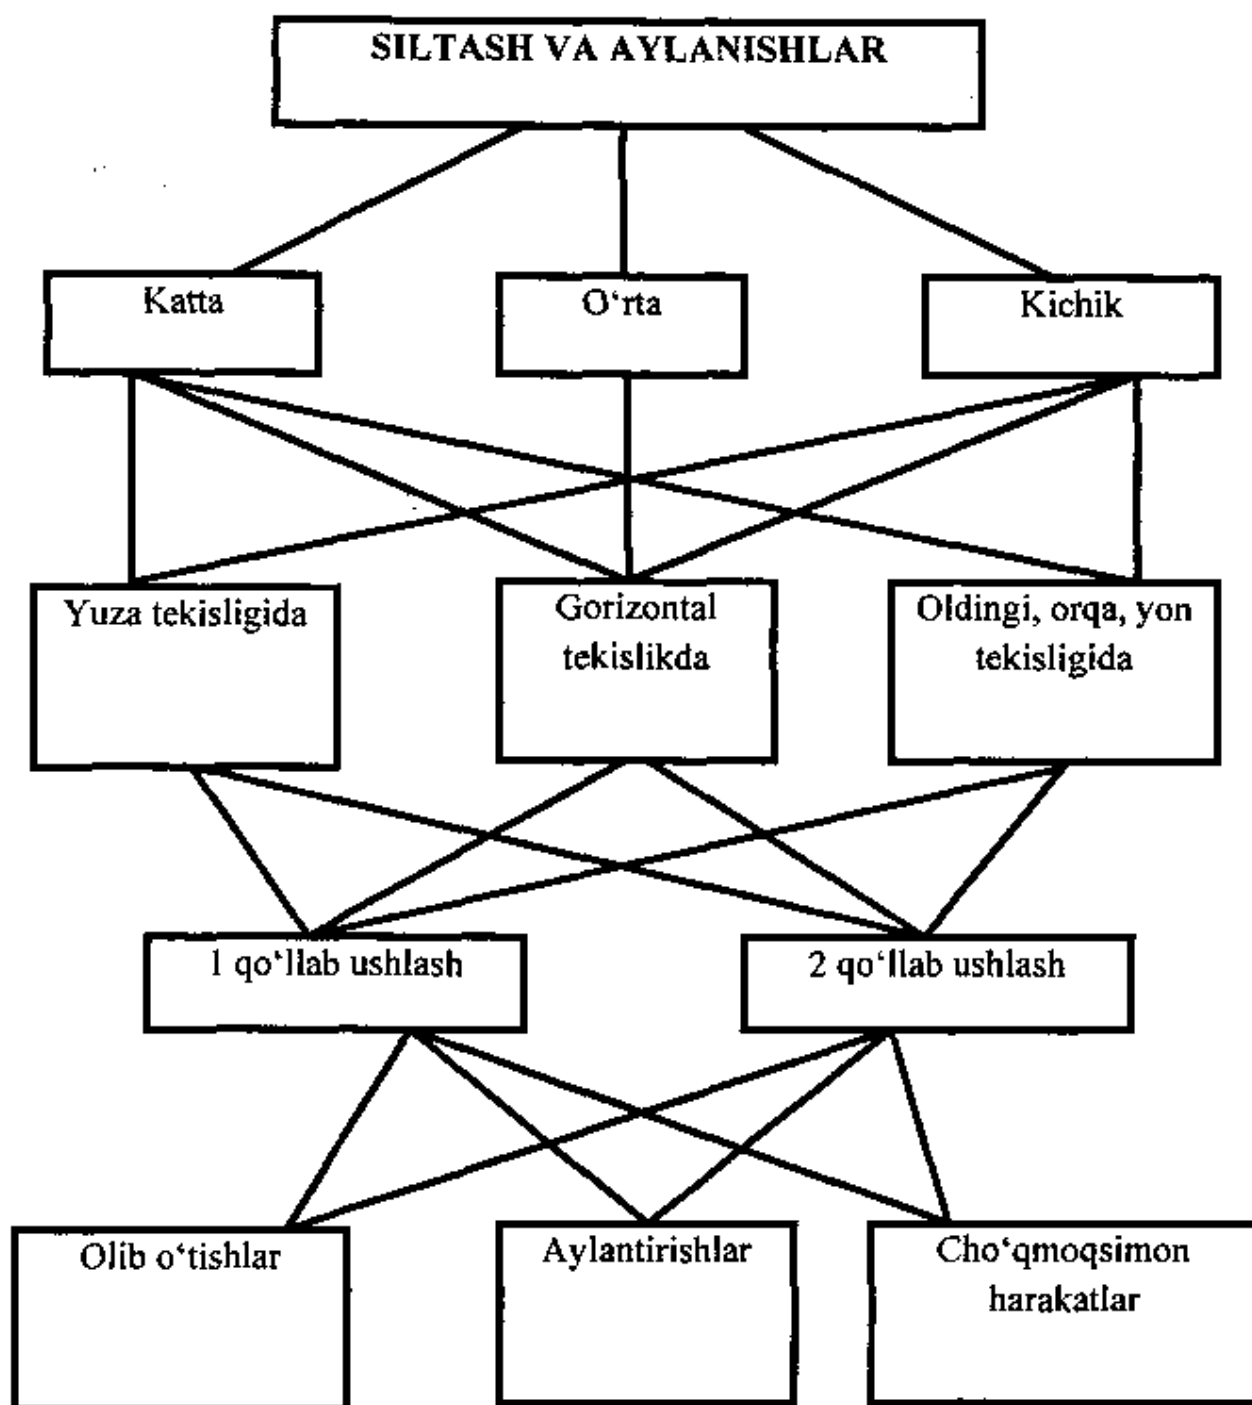 SILTASH VA AYLANISHLAR
Katta
O‘rta
Kichik
Yuza tekisligida
Gorizontal
tekislikda
Oldingi, orqa, yon
tekisligida
1 qo‘llab ushlash
2 qo‘llab ushlash
Olib o‘tishlar
Aylantirishlar
Cho‘qmoqsimon
harakatlar